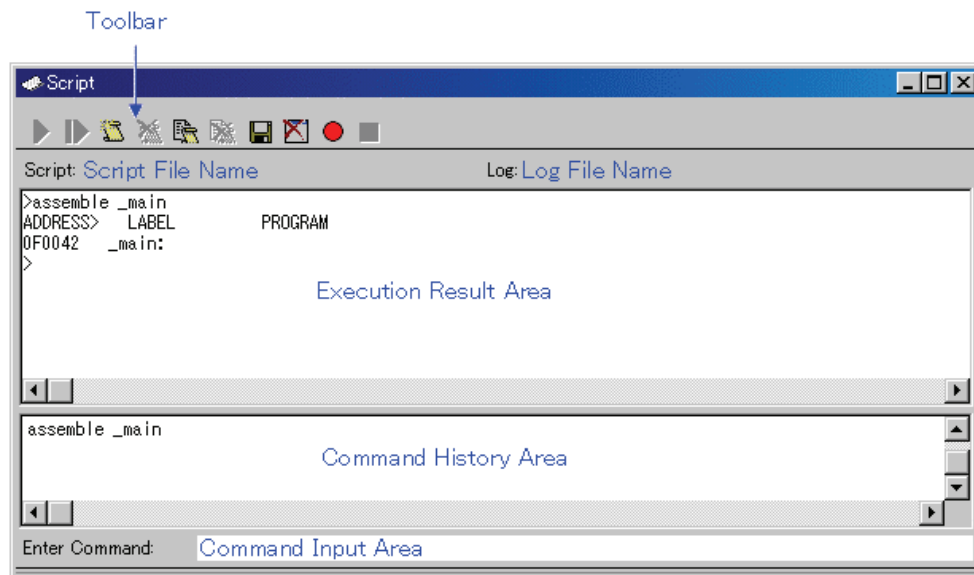 Toolbar
Script
Script: Script File Name Log: Log File Name
>assemble _main
ADDRESS> LABEL PROGRAM
0F0042 _main:
>
Execution Result Area
assemble _main
Command History Area
Enter Command: Command Input Area